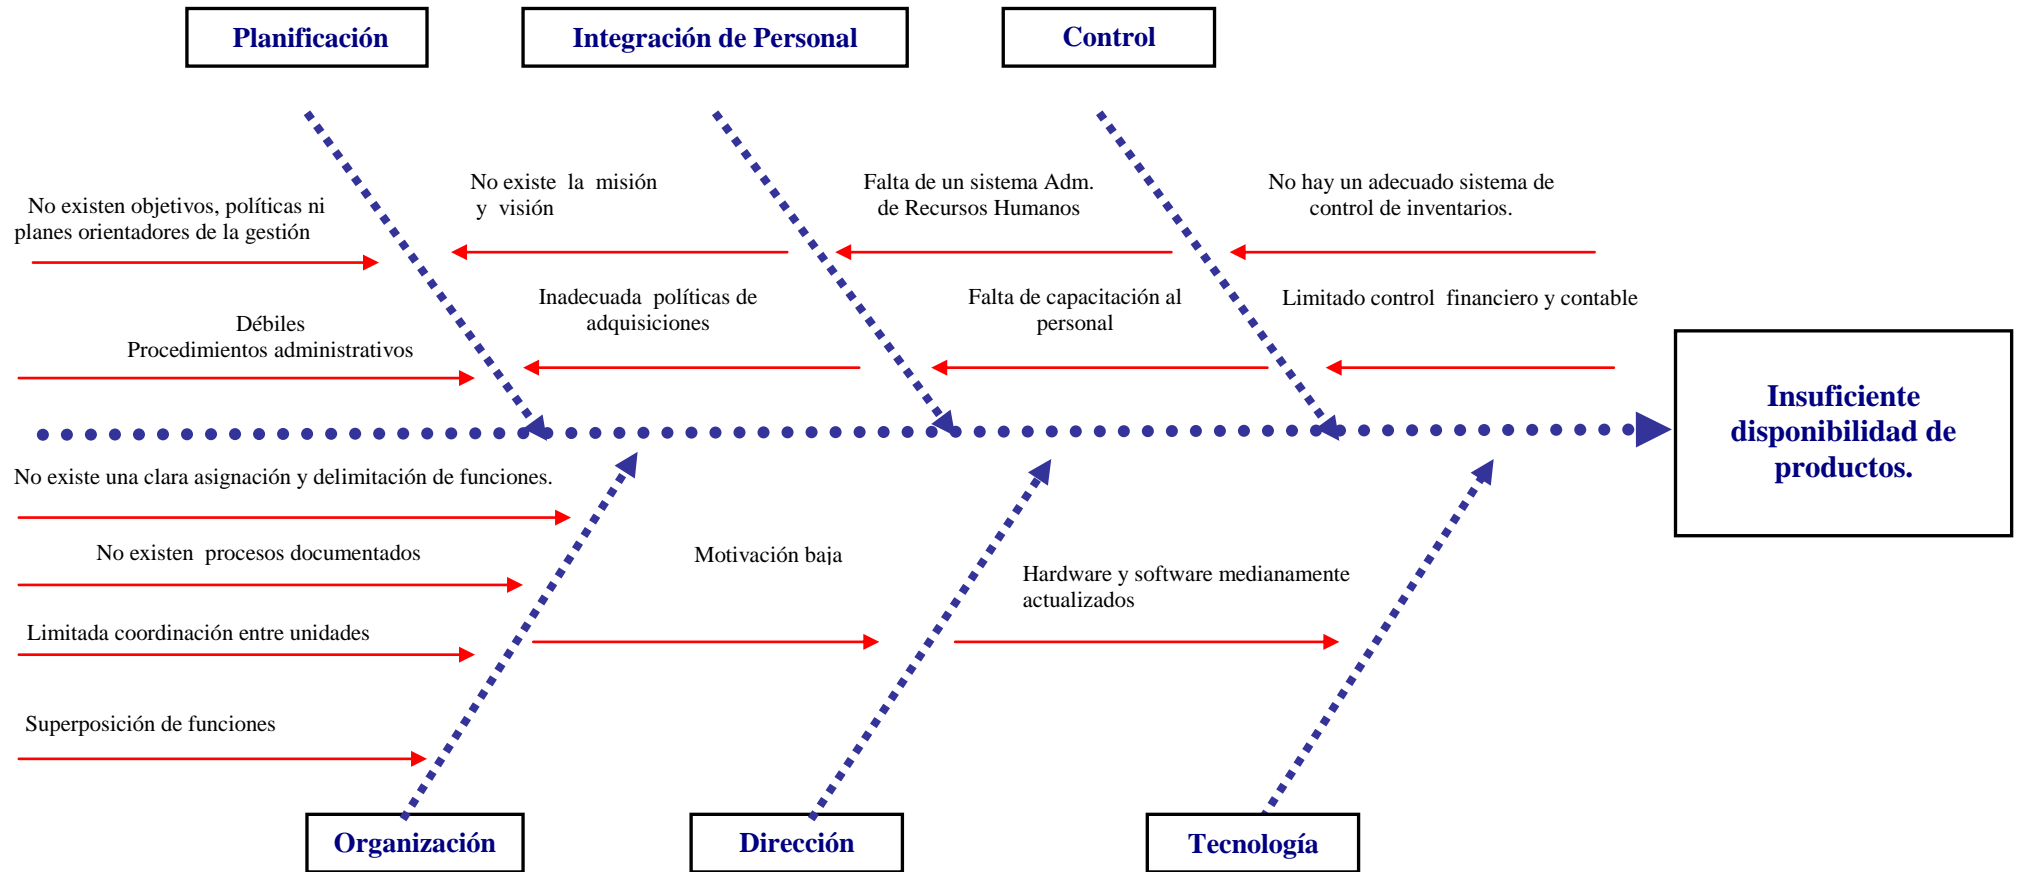 Planificación
Integración de Personal
Control
No existen objetivos, políticas ni
planes orientadores de la gestión
No existe la misión
y visión
Falta de un sistema Adm.
de Recursos Humanos
No hay un adecuado sistema de
control de inventarios.
Débiles
Procedimientos administrativos
Inadecuada políticas de
adquisiciones
Falta de capacitación al
personal
Limitado control financiero y contable
Insuficiente
disponibilidad de
productos.
No existe una clara asignación y delimitación de funciones.
No existen procesos documentados
Limitada coordinación entre unidades
Superposición de funciones
Motivación baja
Hardware y software medianamente
actualizados
Organización
Dirección
Tecnología